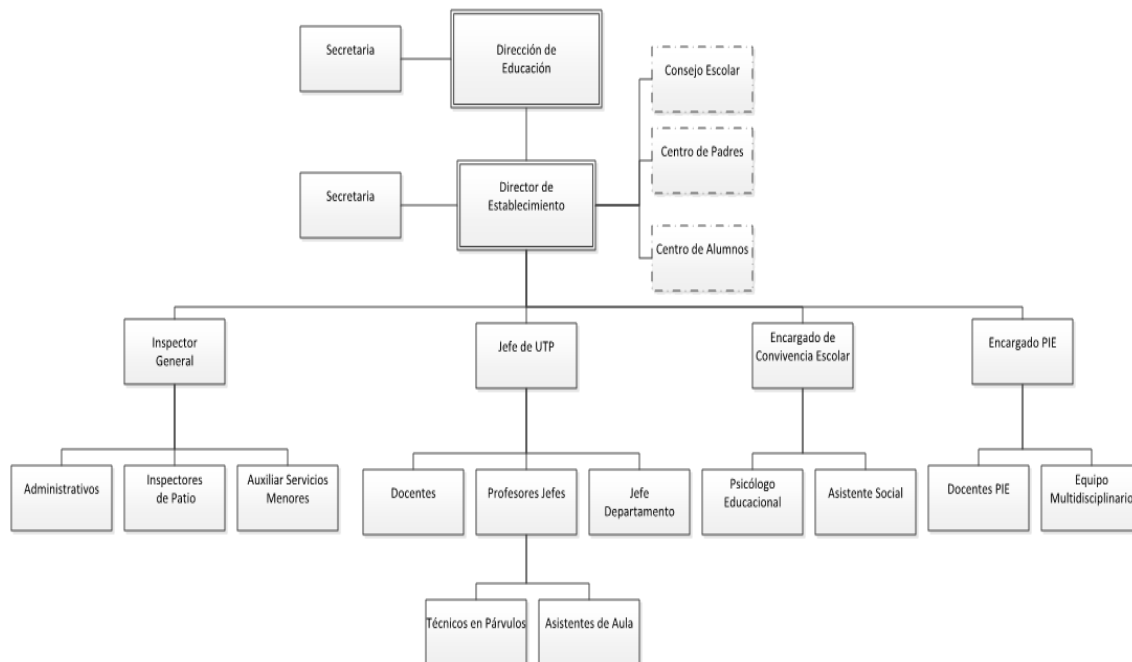 Secretaria
Dirección de
Educación
Consejo Escolar
Centro de Padres
Secretaria
Director de
Establecimiento
Centro de Alumnos
Inspector
General
Jefe de UTP
Encargado de
Convivencia Escolar
Encargado PIE
Administrativos
Inspectores
de Patio
Auxiliar Servicios
Menores
Docentes
Profesores Jefes
Jefe
Departamento
Psicólogo
Educacional
Asistente Social
Docentes PIE
Equipo
Multidisciplinario
Técnicos en Párvulos
Asistentes de Aula